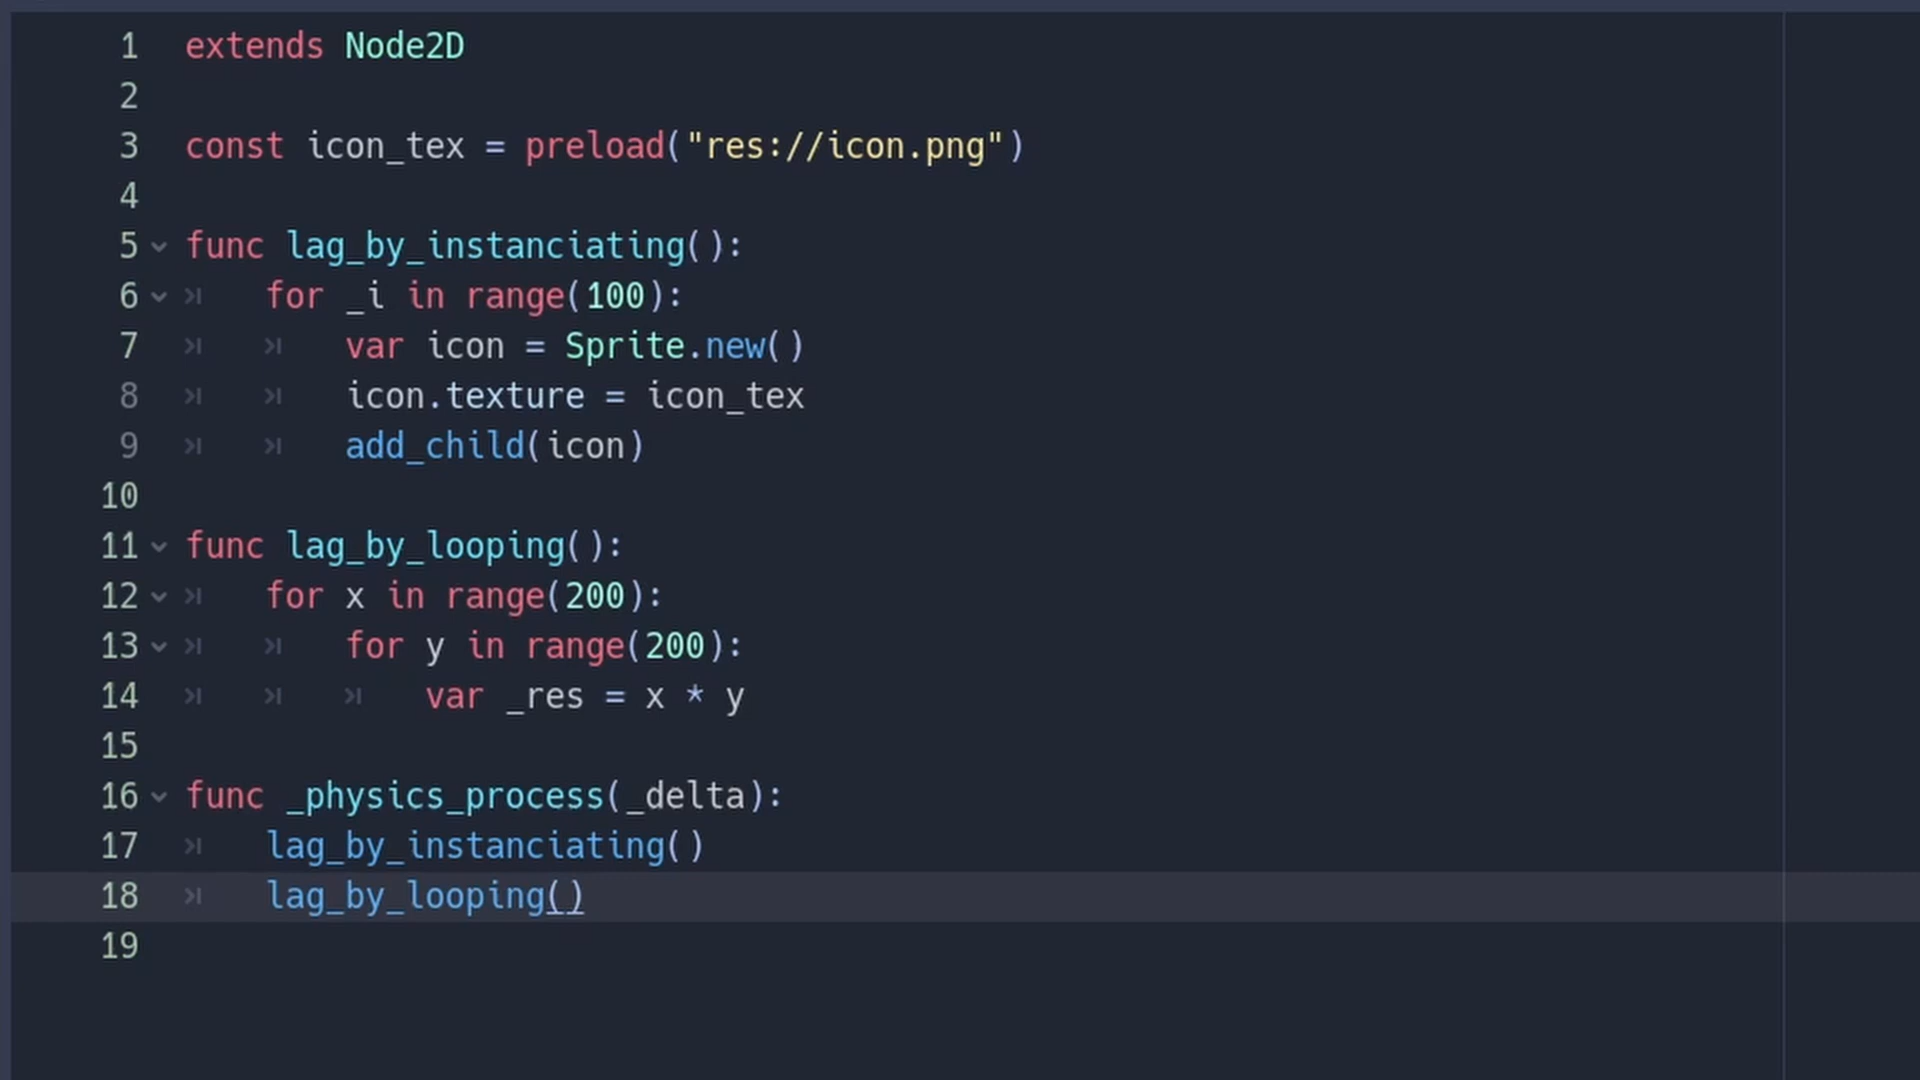 1 extends Node2D
2
3 const icon_tex = preload("res://icon.png")
4
5 func lag_by_instanciating():
6 for _i in range(100):
7 var icon = Sprite.new()
8 icon.texture = icon_tex
9 add_child(icon)
10
11 func lag_by_looping():
12 for x in range(200):
13 for y in range(200):
14 var _res = x * y
15
16 func _physics_process(_delta):
17 lag_by_instanciating()
18 lag_by_looping()
19